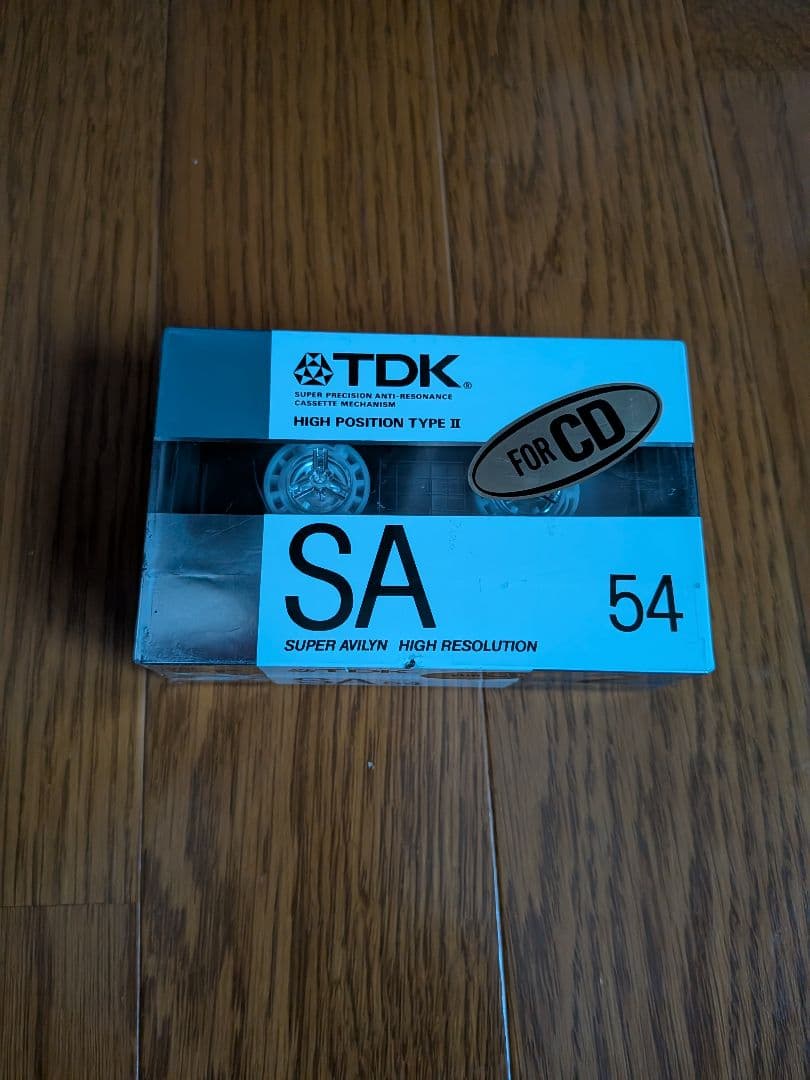 TDK®
SUPER PRECISION ANTI-RESONANCE
CASSETTE MECHANISM
HIGH POSITION TYPE II
FOR CD
SA
54
SUPER AVILYN HIGH RESOLUTION
TDK